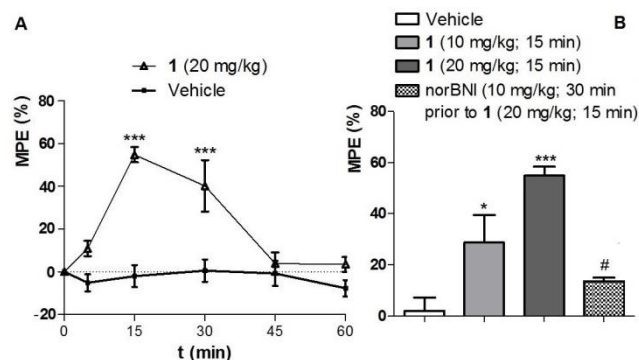 A
1 (20 mg/kg)
Vehicle
MPE (%)
80
60
40
20
0
-20
***
***
0
15
30
45
60
t (min)
B
Vehicle
1 (10 mg/kg; 15 min)
1 (20 mg/kg; 15 min)
norBNI (10 mg/kg; 30 min
prior to 1 (20 mg/kg; 15 min)
MPE (%)
80
60
40
20
0
*
***
#